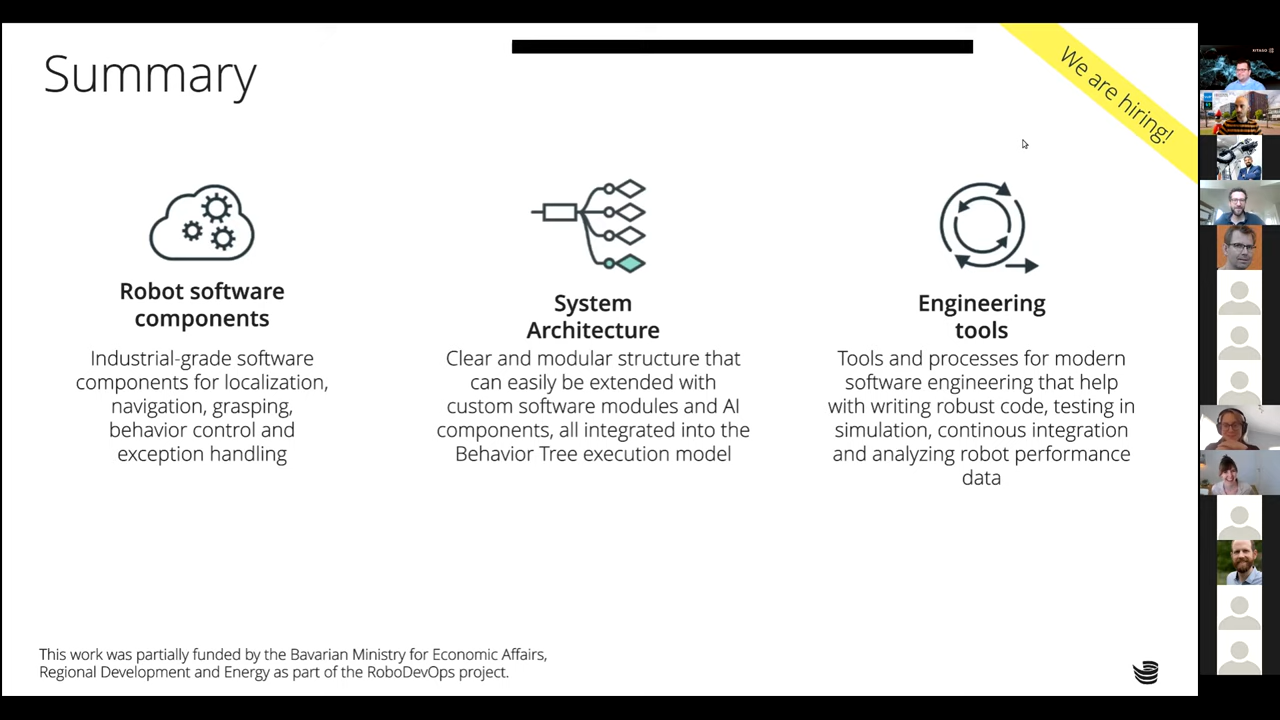 Summary
We are hiring!
Robot software
components
Industrial-grade software
components for localization,
navigation, grasping,
behavior control and
exception handling
System
Architecture
Clear and modular structure that
can easily be extended with
custom software modules and AI
components, all integrated into the
Behavior Tree execution model
Engineering
tools
Tools and processes for modern
software engineering that help
with writing robust code, testing in
simulation, continous integration
and analyzing robot performance
data
This work was partially funded by the Bavarian Ministry for Economic Affairs,
Regional Development and Energy as part of the RoboDevOps project.